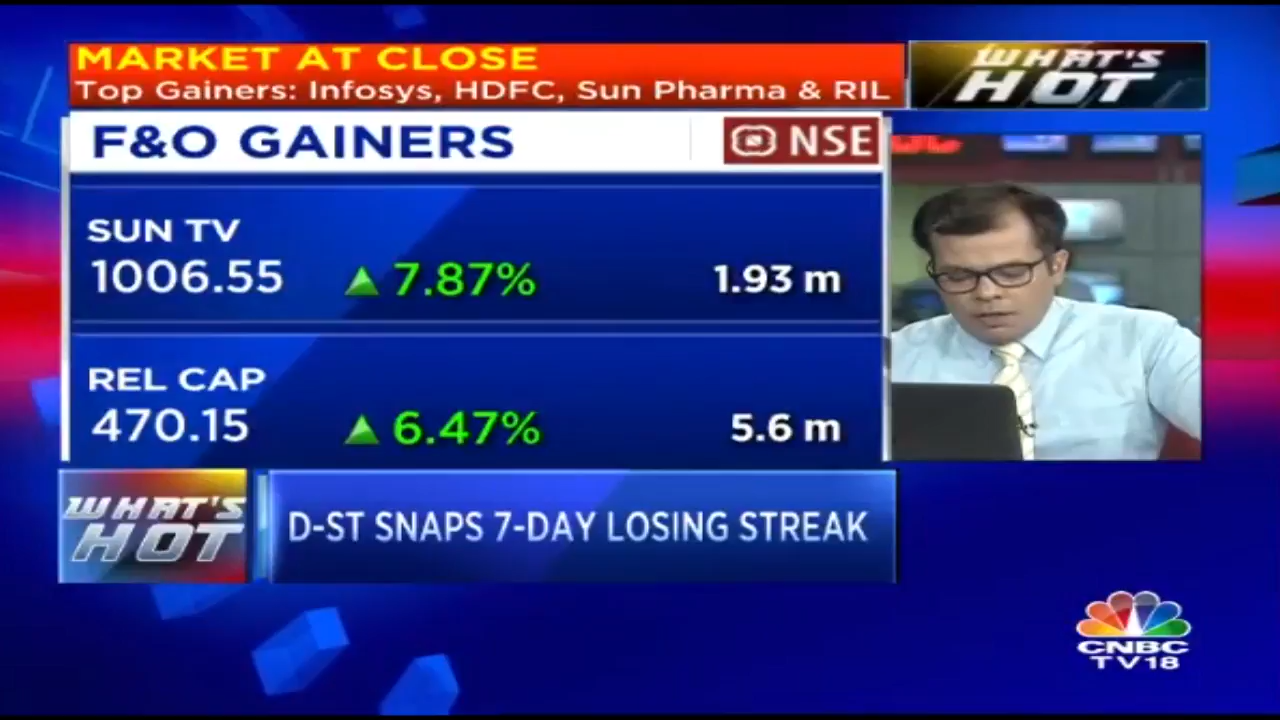 MARKET AT CLOSE
Top Gainers: Infosys, HDFC, Sun Pharma & RIL
WHAT'S
HOT
F&O GAINERS
NSE
SUN TV
1006.55 7.87% 1.93 m
REL CAP
470.15 6.47% 5.6 m
WHAT'S
HOT
D-ST SNAPS 7-DAY LOSING STREAK
CNBC
TV18